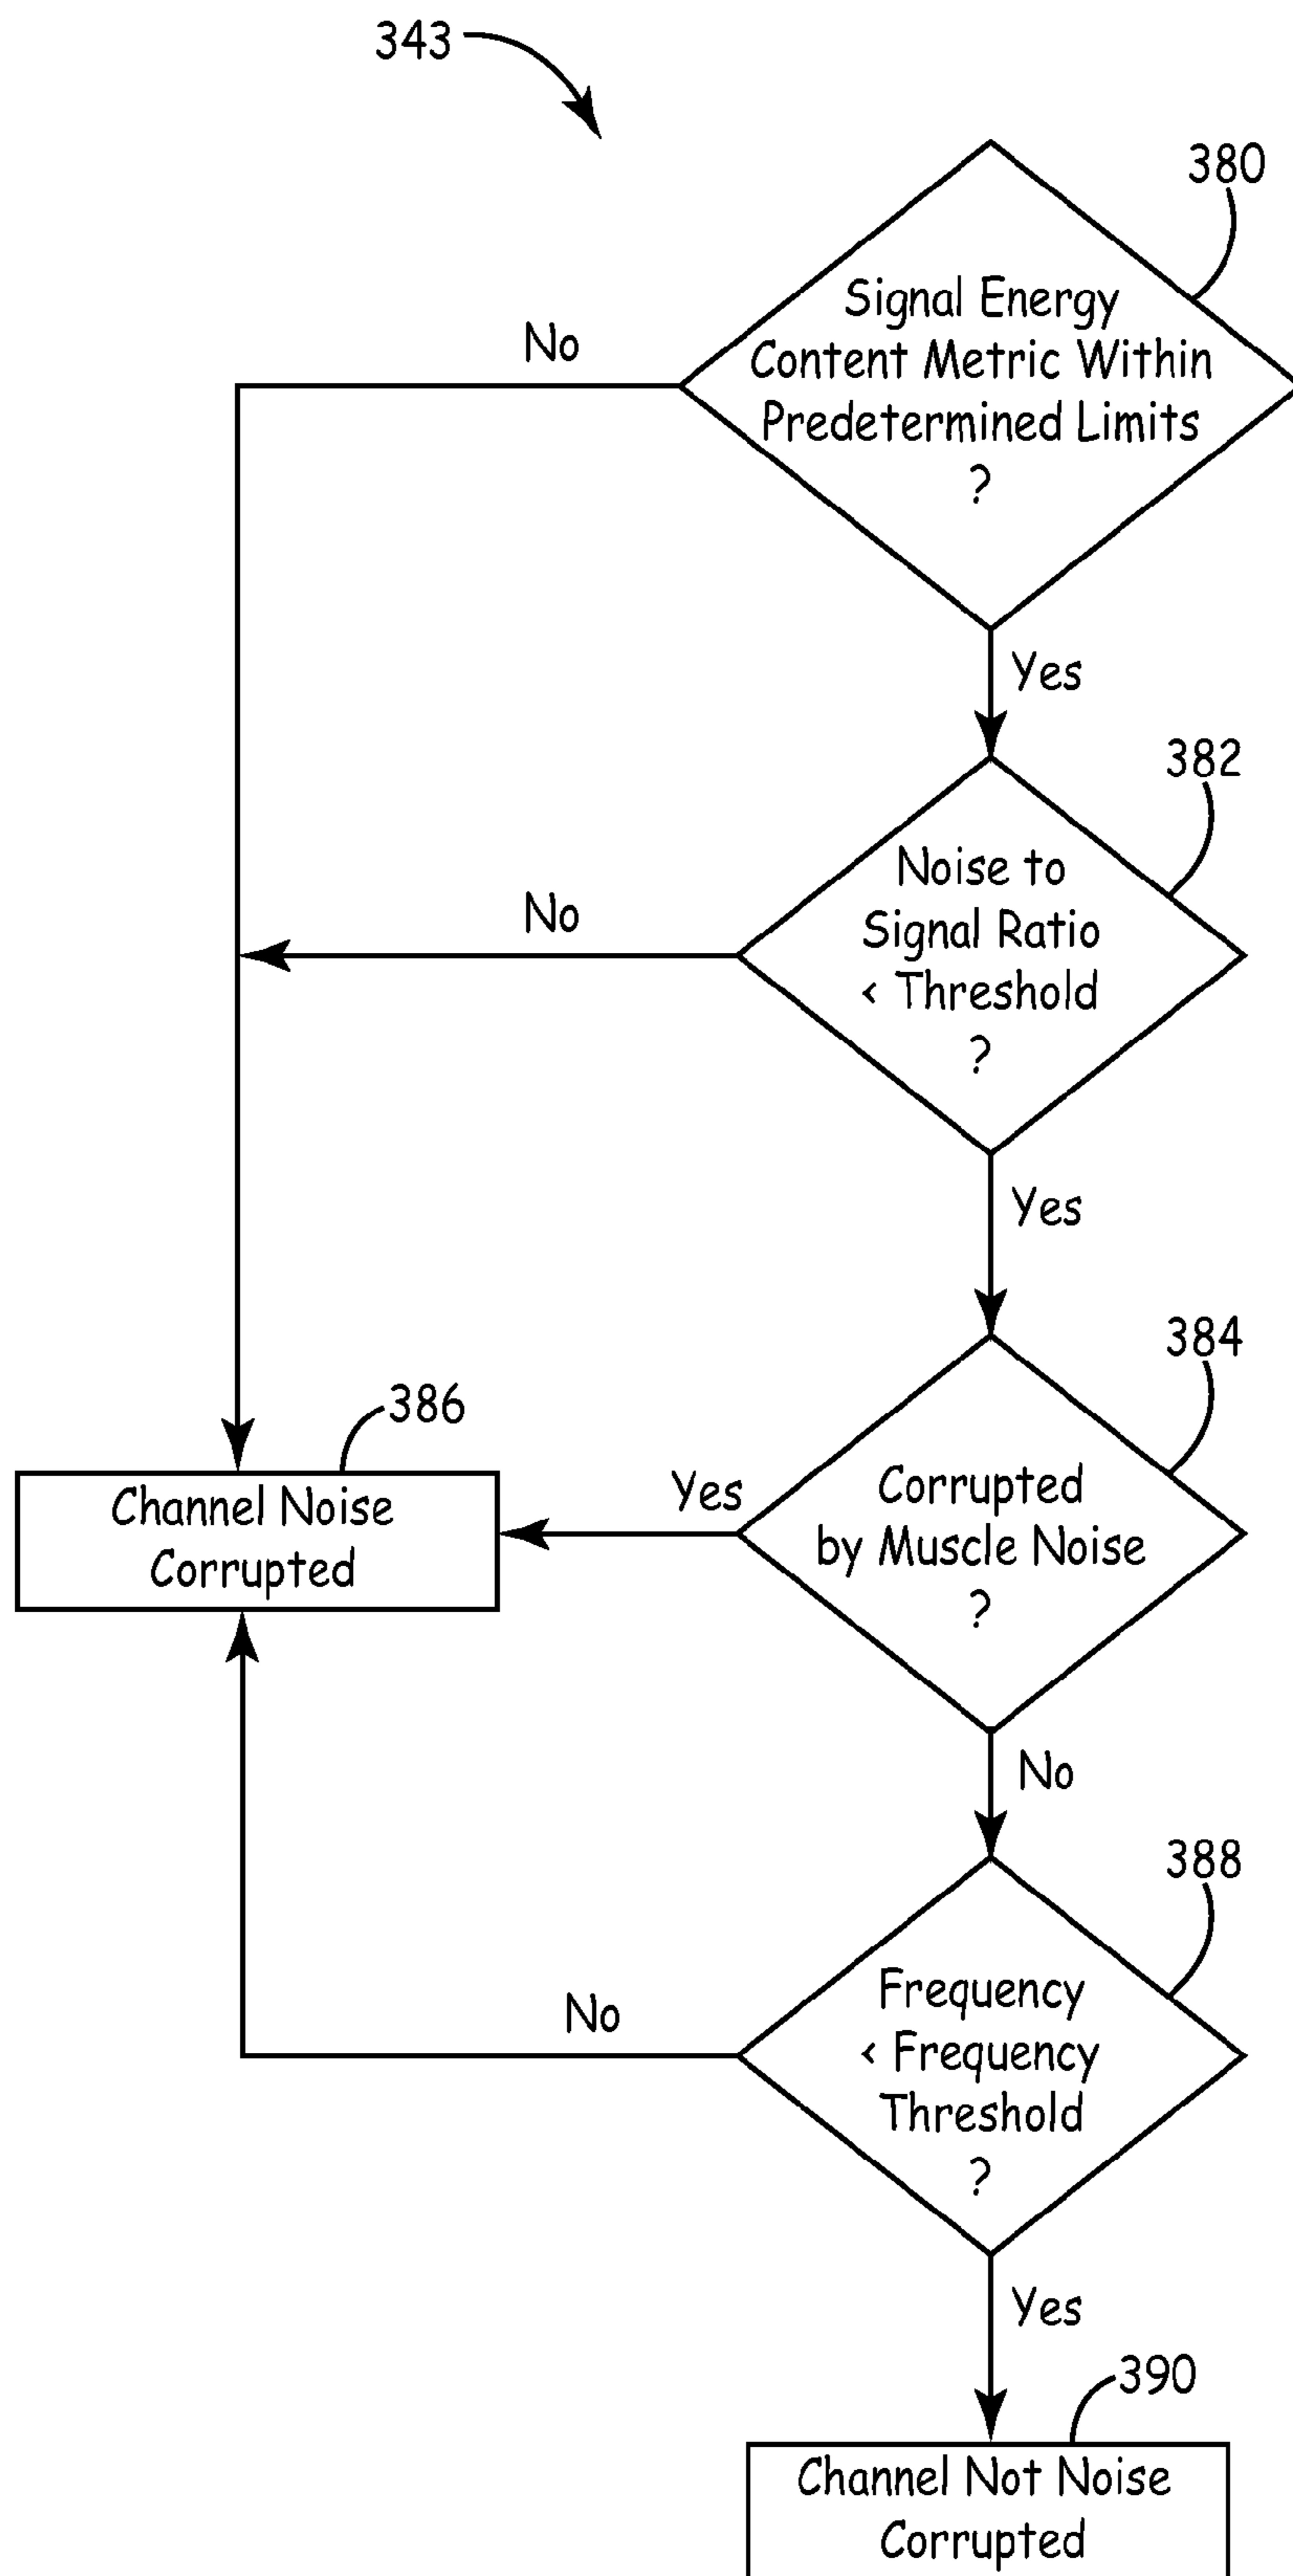 343
380
Signal Energy
Content Metric Within
Predetermined Limits
?
No
Yes
382
Noise to
Signal Ratio
< Threshold
?
No
Yes
384
Corrupted
by Muscle Noise
?
Yes
386
Channel Noise
Corrupted
No
388
Frequency
< Frequency
Threshold
?
No
Yes
390
Channel Not Noise
Corrupted